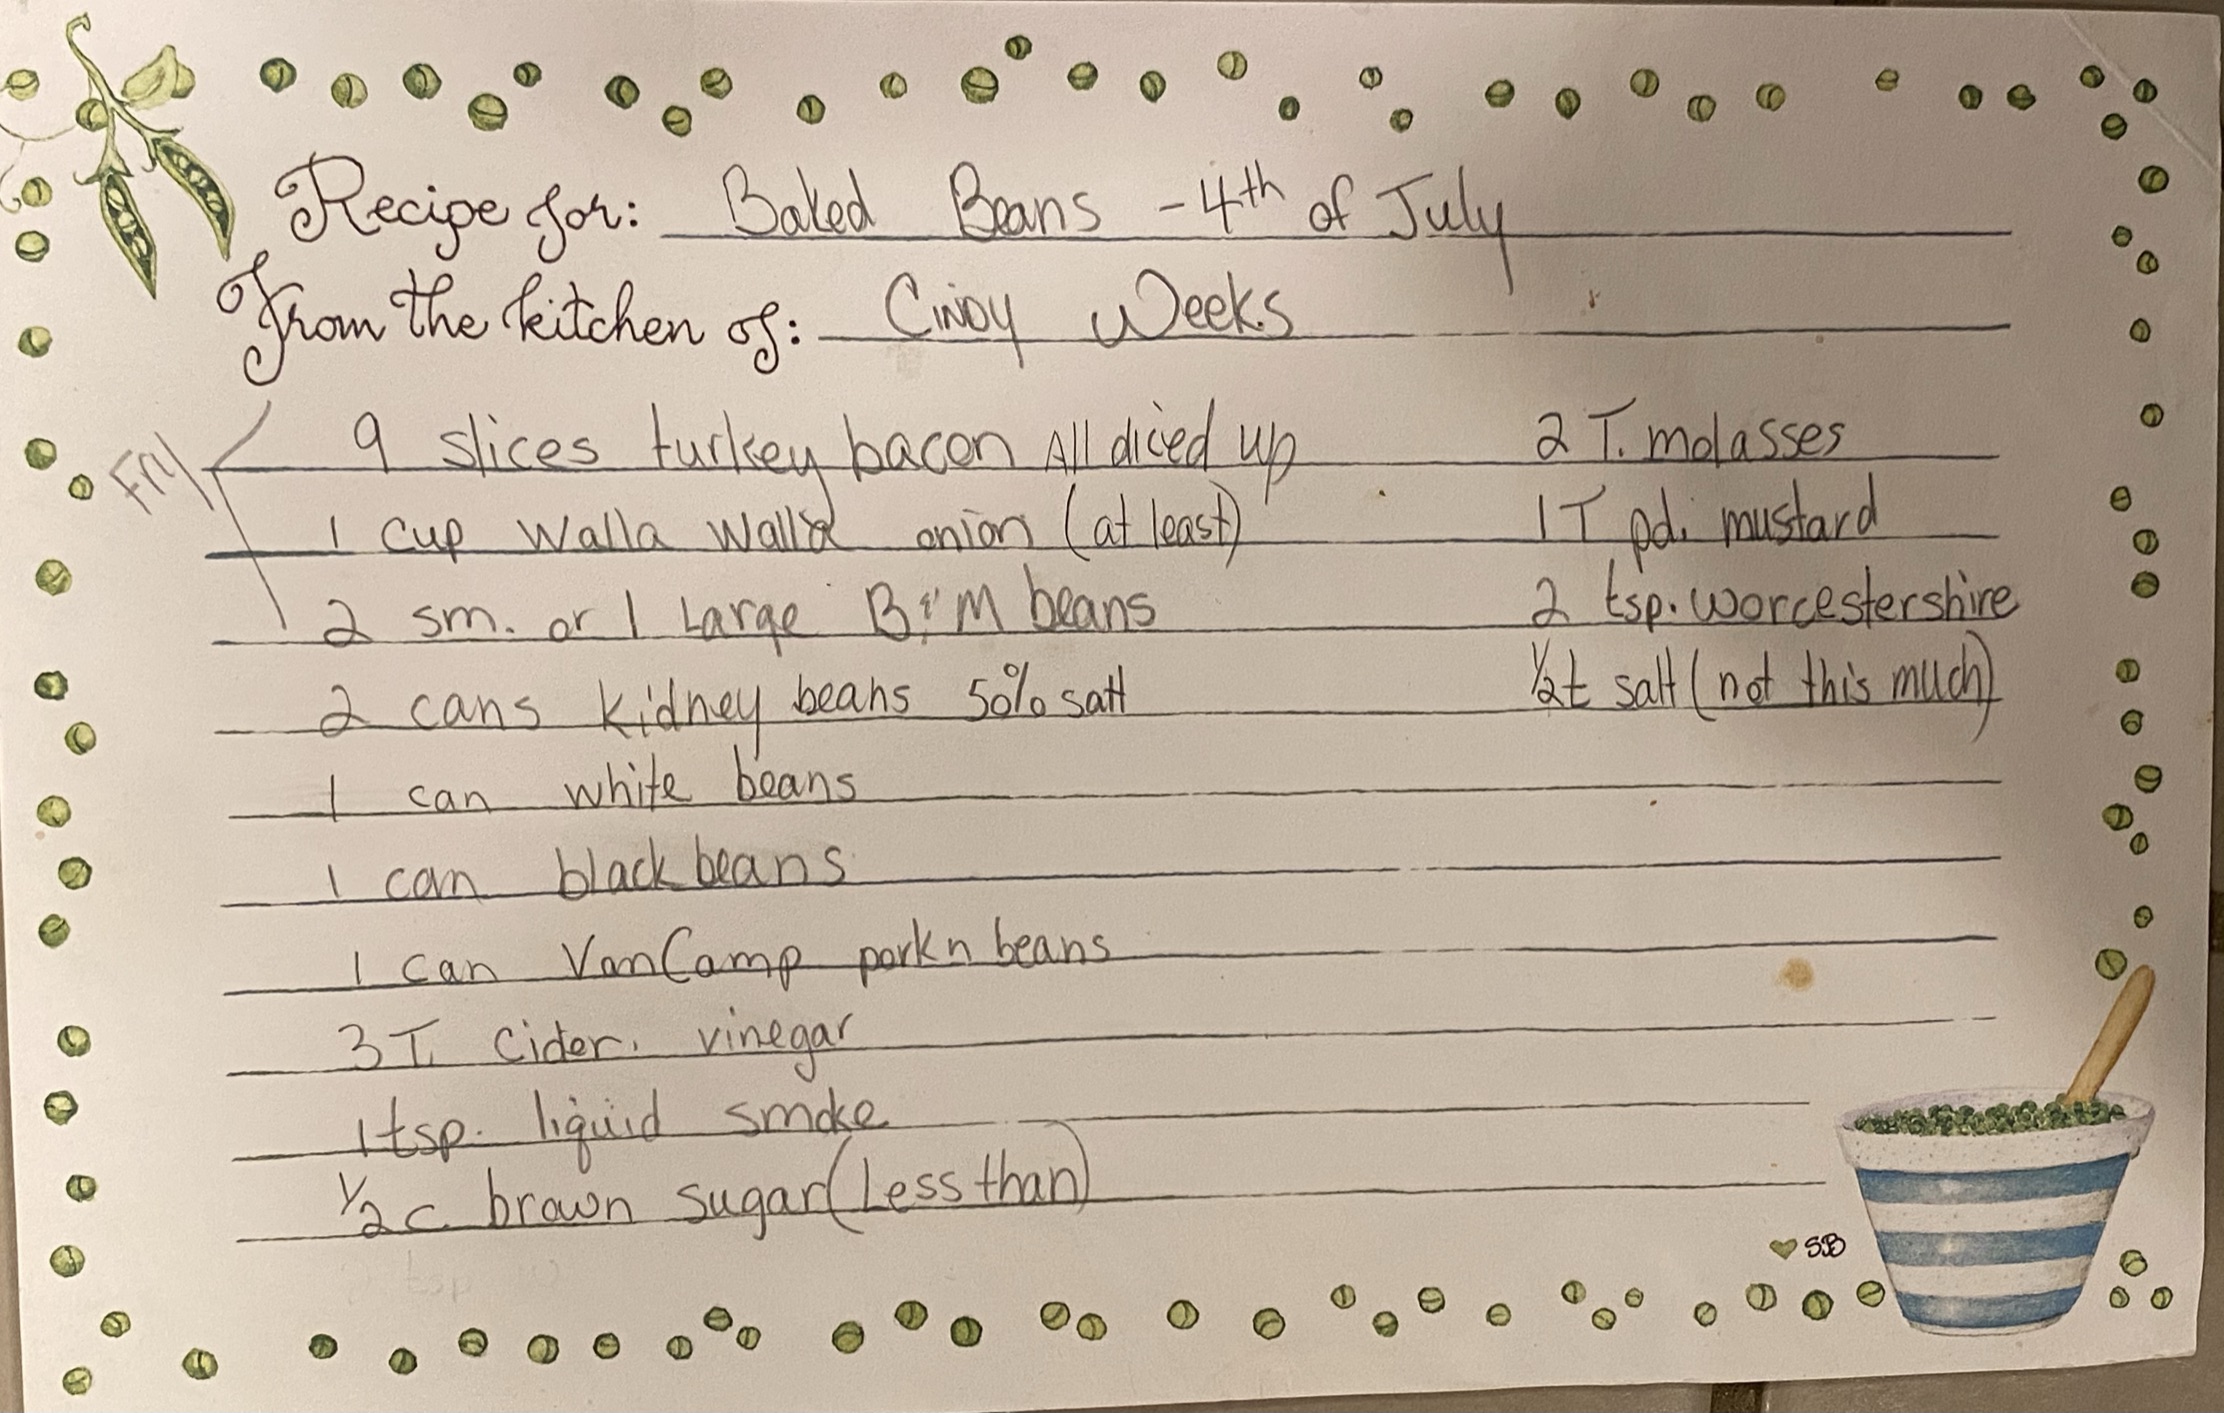 Recipe for: Baked Beans - 4th of July
From the kitchen of: Cindy Weeks
Fry
9 slices turkey bacon All diced up
1 cup Walla Walla onion (at least)
2 sm. or 1 Large B&M beans
2 cans kidney beans 50% salt
1 can white beans
1 can black beans
1 can VanCamp pork n beans
3 T. Cider. vinegar
1 tsp. liquid smoke
1/2 c. brown sugar (Less than)
2 T. molasses
1 T pd. mustard
2 tsp. Worcestershire
1/2 t salt (not this much)
SB